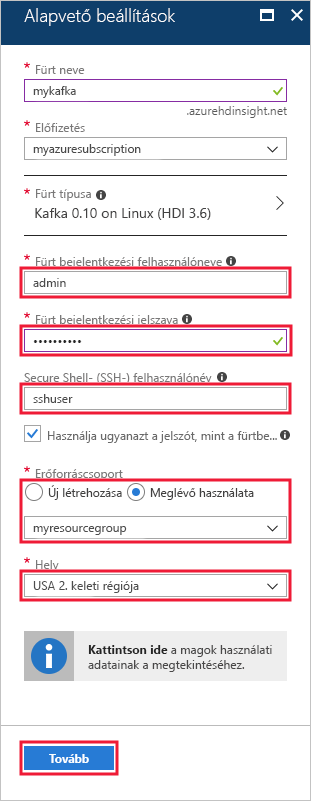 Alapvető beállítások
* Fürt neve
mykafka
.azurehdinsight.net
* Előfizetés
myazuresubscription
* Fürt típusa
Kafka 0.10 on Linux (HDI 3.6)
* Fürt bejelentkezési felhasználóneve
admin
* Fürt bejelentkezési jelszava
••••••••••
Secure Shell- (SSH-) felhasználónév
sshuser
Használja ugyanazt a jelszót, mint a fürtbe...
* Erőforráscsoport
Új létrehozása Meglévő használata
myresourcegroup
* Hely
USA 2. keleti régiója
Kattintson ide a magok használati
adatainak a megtekintéséhez.
Tovább